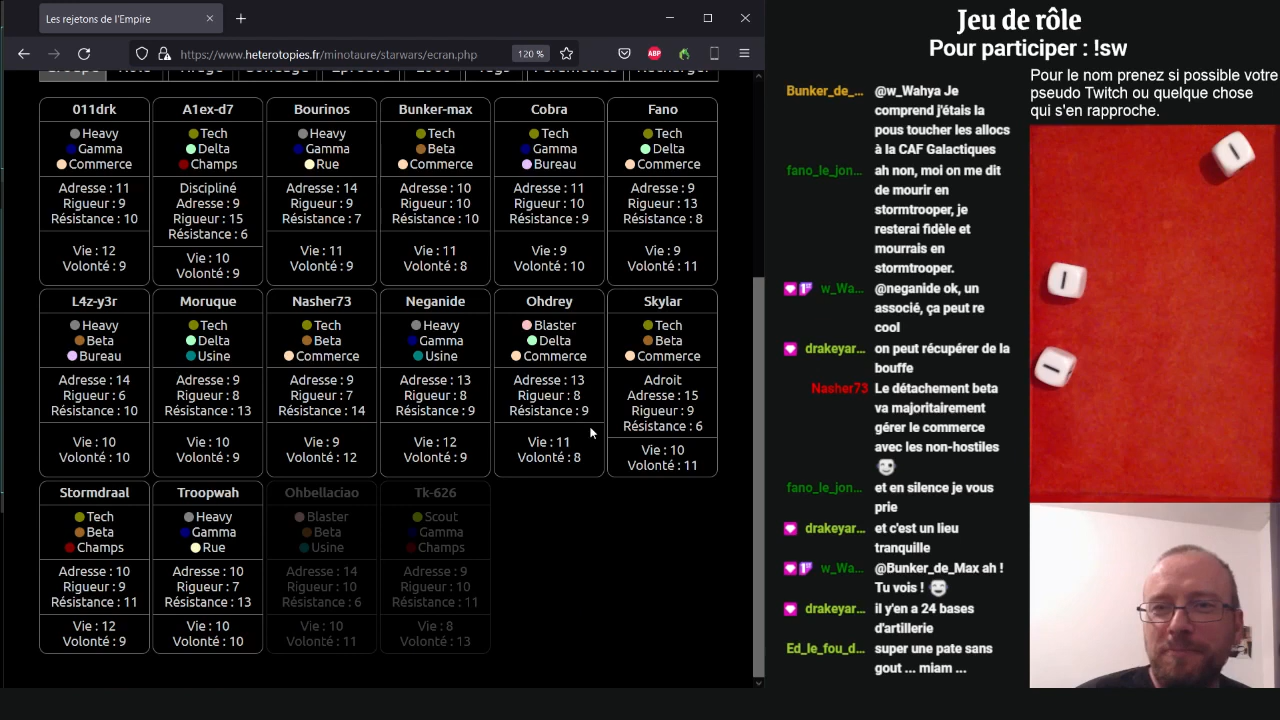 Les rejetons de l'Empire
https://www.heterotopies.fr/minotaure/starwars/ecran.php
120 %
ABP
011drk
Heavy
Gamma
Commerce
Adresse : 11
Rigueur : 9
Résistance : 10
Vie : 12
Volonté : 9
A1ex-d7
Tech
Delta
Champs
Discipliné
Adresse : 9
Rigueur : 15
Résistance : 6
Vie : 10
Volonté : 9
Bourinos
Heavy
Gamma
Rue
Adresse : 14
Rigueur : 9
Résistance : 7
Vie : 11
Volonté : 9
Bunker-max
Tech
Beta
Commerce
Adresse : 10
Rigueur : 10
Résistance : 10
Vie : 11
Volonté : 8
Cobra
Tech
Gamma
Bureau
Adresse : 11
Rigueur : 10
Résistance : 9
Vie : 9
Volonté : 10
Fano
Tech
Delta
Commerce
Adresse : 9
Rigueur : 13
Résistance : 8
Vie : 9
Volonté : 11
L4z-y3r
Heavy
Beta
Bureau
Adresse : 14
Rigueur : 6
Résistance : 10
Vie : 10
Volonté : 10
Moruque
Tech
Delta
Usine
Adresse : 9
Rigueur : 8
Résistance : 13
Vie : 10
Volonté : 9
Nasher73
Tech
Beta
Commerce
Adresse : 9
Rigueur : 7
Résistance : 14
Vie : 9
Volonté : 12
Neganide
Heavy
Gamma
Usine
Adresse : 13
Rigueur : 8
Résistance : 9
Vie : 12
Volonté : 9
Ohdrey
Blaster
Delta
Commerce
Adresse : 13
Rigueur : 8
Résistance : 9
Vie : 11
Volonté : 8
Skylar
Tech
Beta
Commerce
Adroit
Adresse : 15
Rigueur : 9
Résistance : 6
Vie : 10
Volonté : 11
Stormdraal
Tech
Beta
Champs
Adresse : 10
Rigueur : 9
Résistance : 11
Vie : 12
Volonté : 9
Troopwah
Heavy
Gamma
Rue
Adresse : 10
Rigueur : 7
Résistance : 13
Vie : 10
Volonté : 10
Ohbellaciao
Blaster
Beta
Usine
Adresse : 14
Rigueur : 10
Résistance : 6
Vie : 10
Volonté : 11
Tk-626
Scout
Gamma
Champs
Adresse : 9
Rigueur : 10
Résistance : 11
Vie : 8
Volonté : 13
Jeu de rôle
Pour participer : !sw
Bunker_de_... @w_Wahya Je
comprend j'étais la
pous toucher les allocs
à la CAF Galactiques
fano_le_jon... ah non, moi on me dit
de mourir en
stormtrooper, je
resterai fidèle et
mourrais en
stormtrooper.
w_Wa... @neganide ok, un
associé, ça peut re
cool
drakeyar... on peut récupérer de la
bouffe
Nasher73 Le détachement beta
va majoritairement
gérer le commerce
avec les non-hostiles
fano_le_jon... et en silence je vous
prie
drakeyar... et c'est un lieu
tranquille
w_Wa... @Bunker_de_Max ah !
Tu vois !
drakeyar... il y'en a 24 bases
d'artillerie
Ed_le_fou_d... super une pate sans
gout ... miam ...
Pour le nom prenez si possible votre
pseudo Twitch ou quelque chose
qui s'en rapproche.